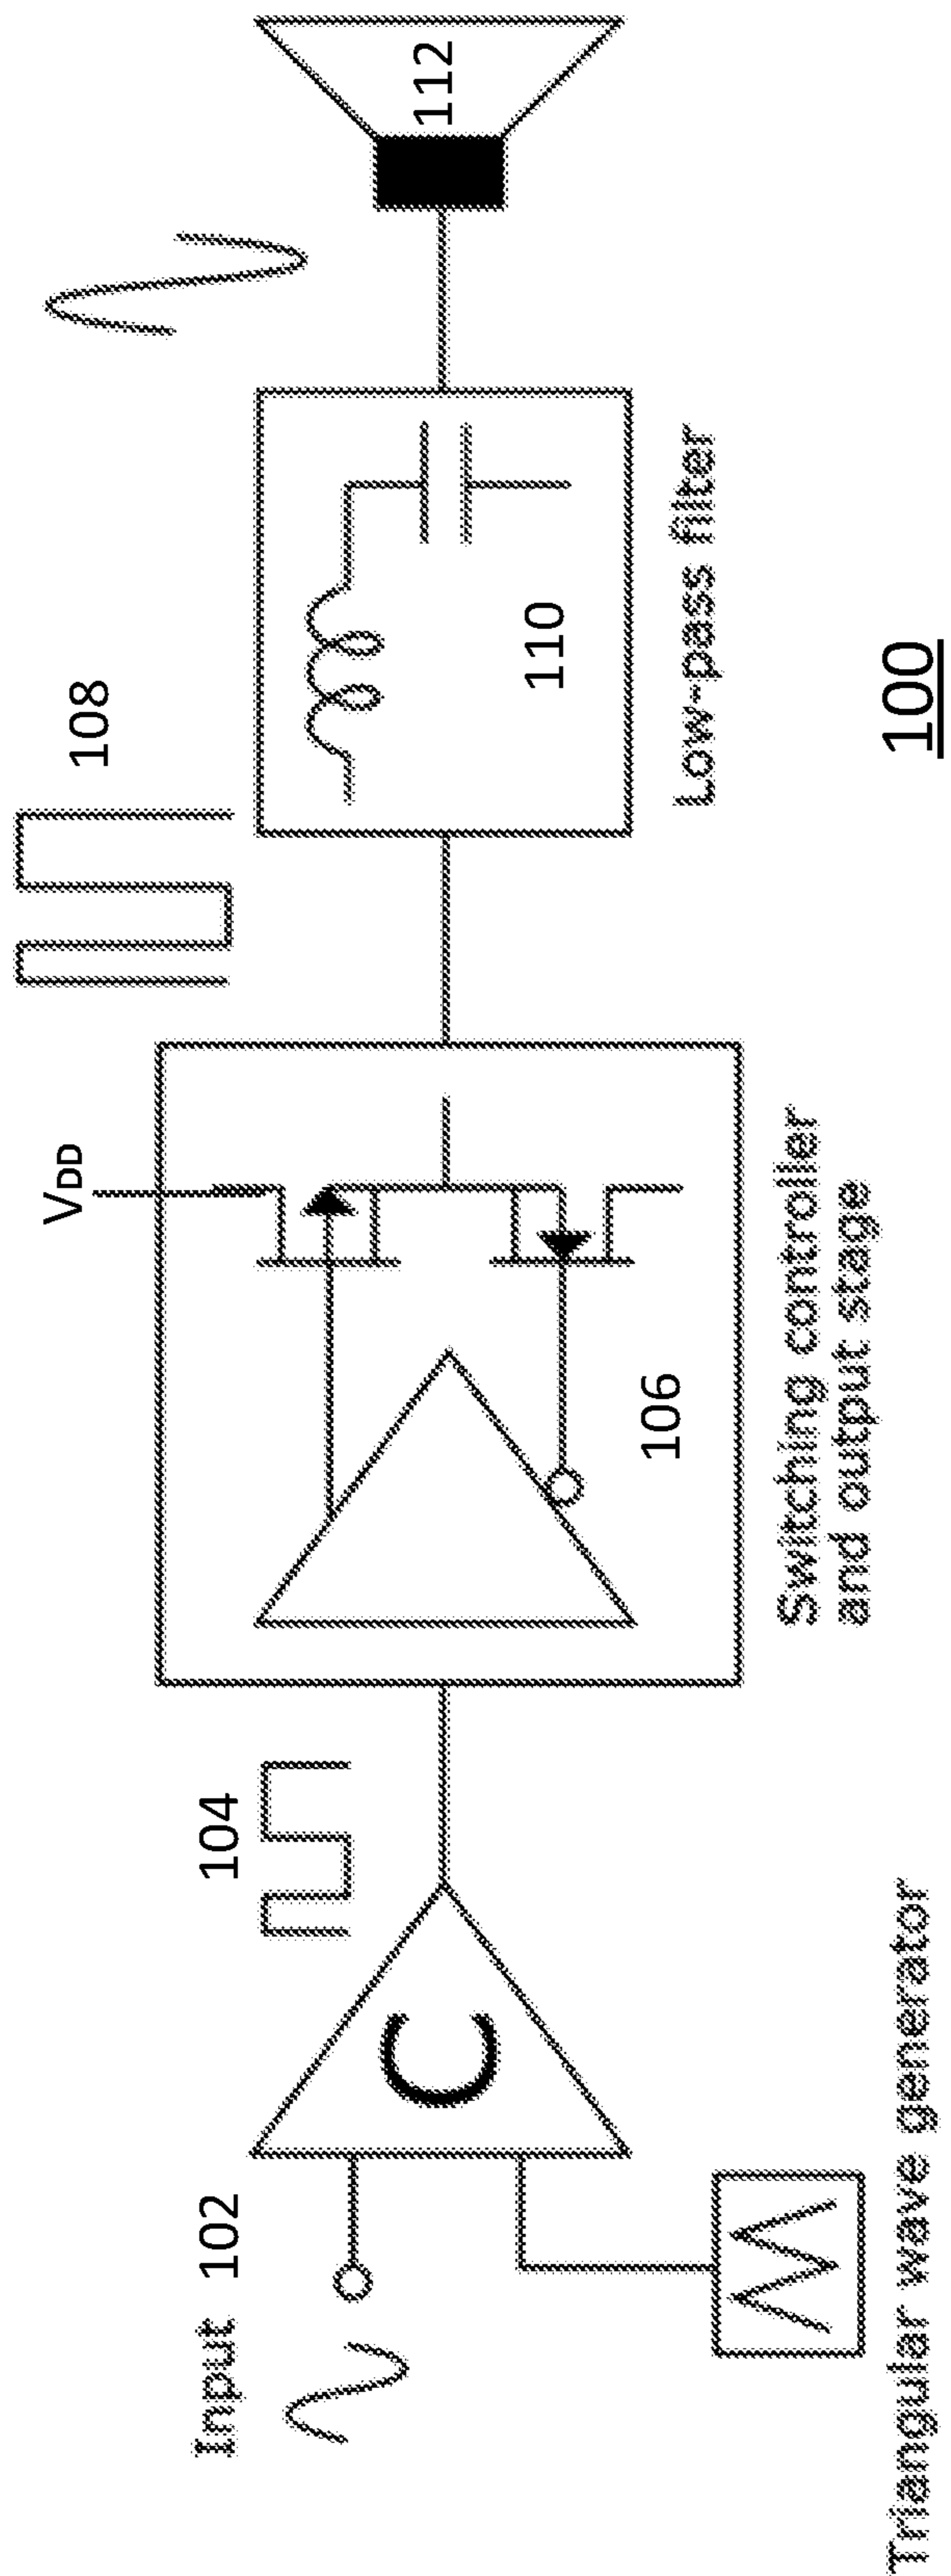 Input 102
C
Triangular wave generator
104
VDD
106
Switching controller
and output stage
108
110
Low-pass filter
112
100